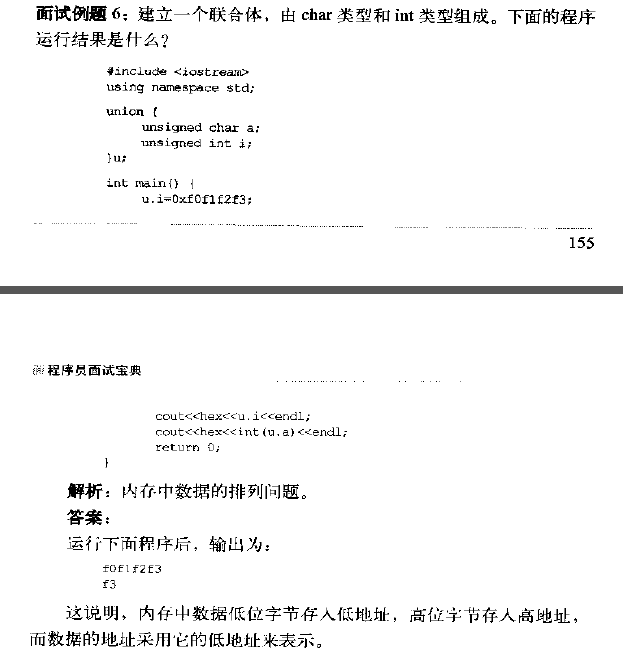 面试例题 6：建立一个联合体，由 char 类型和 int 类型组成。下面的程序
运行结果是什么？
#include <iostream>
using namespace std;
union {
unsigned char a;
unsigned int i;
}u;
int main() {
u.i=0xf0f1f2f3;
155
程序员面试宝典
cout<<hex<<u.i<<endl;
cout<<hex<<int(u.a)<<endl;
return 0;
}
解析：内存中数据的排列问题。
答案：
运行下面程序后，输出为：
f0f1f2f3
f3
这说明，内存中数据低位字节存入低地址，高位字节存入高地址，
而数据的地址采用它的低地址来表示。